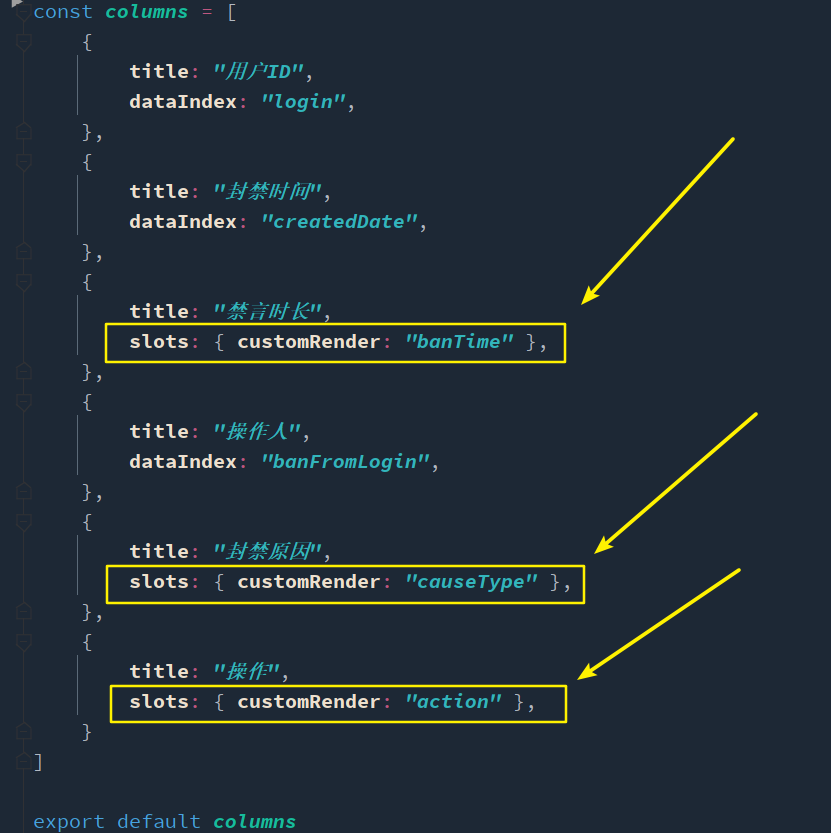 const columns = [
{
title: "用户ID",
dataIndex: "login",
},
{
title: "封禁时间",
dataIndex: "createdDate",
},
{
title: "禁言时长",
slots: { customRender: "banTime" },
},
{
title: "操作人",
dataIndex: "banFromLogin",
},
{
title: "封禁原因",
slots: { customRender: "causeType" },
},
{
title: "操作",
slots: { customRender: "action" },
}
]
export default columns